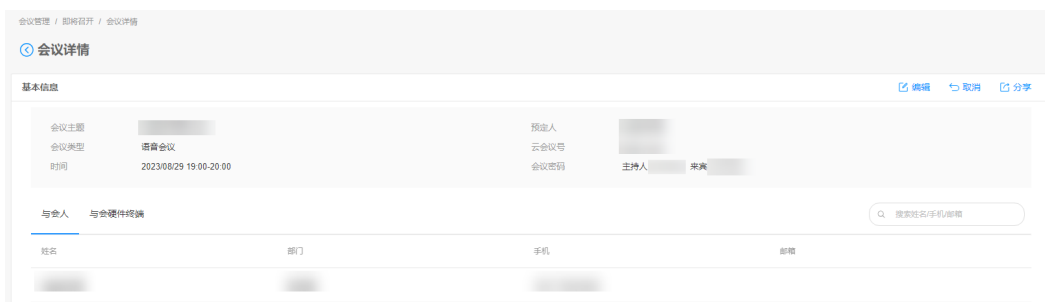 会议管理 / 即将召开 / 会议详情
会议详情
基本信息 编辑 取消 分享
会议主题 预定人
会议类型 语音会议 云会议号
时间 2023/08/29 19:00-20:00 会议密码 主持人 来宾
与会人 与会硬件终端 搜索姓名/手机/邮箱
姓名 部门 手机 邮箱